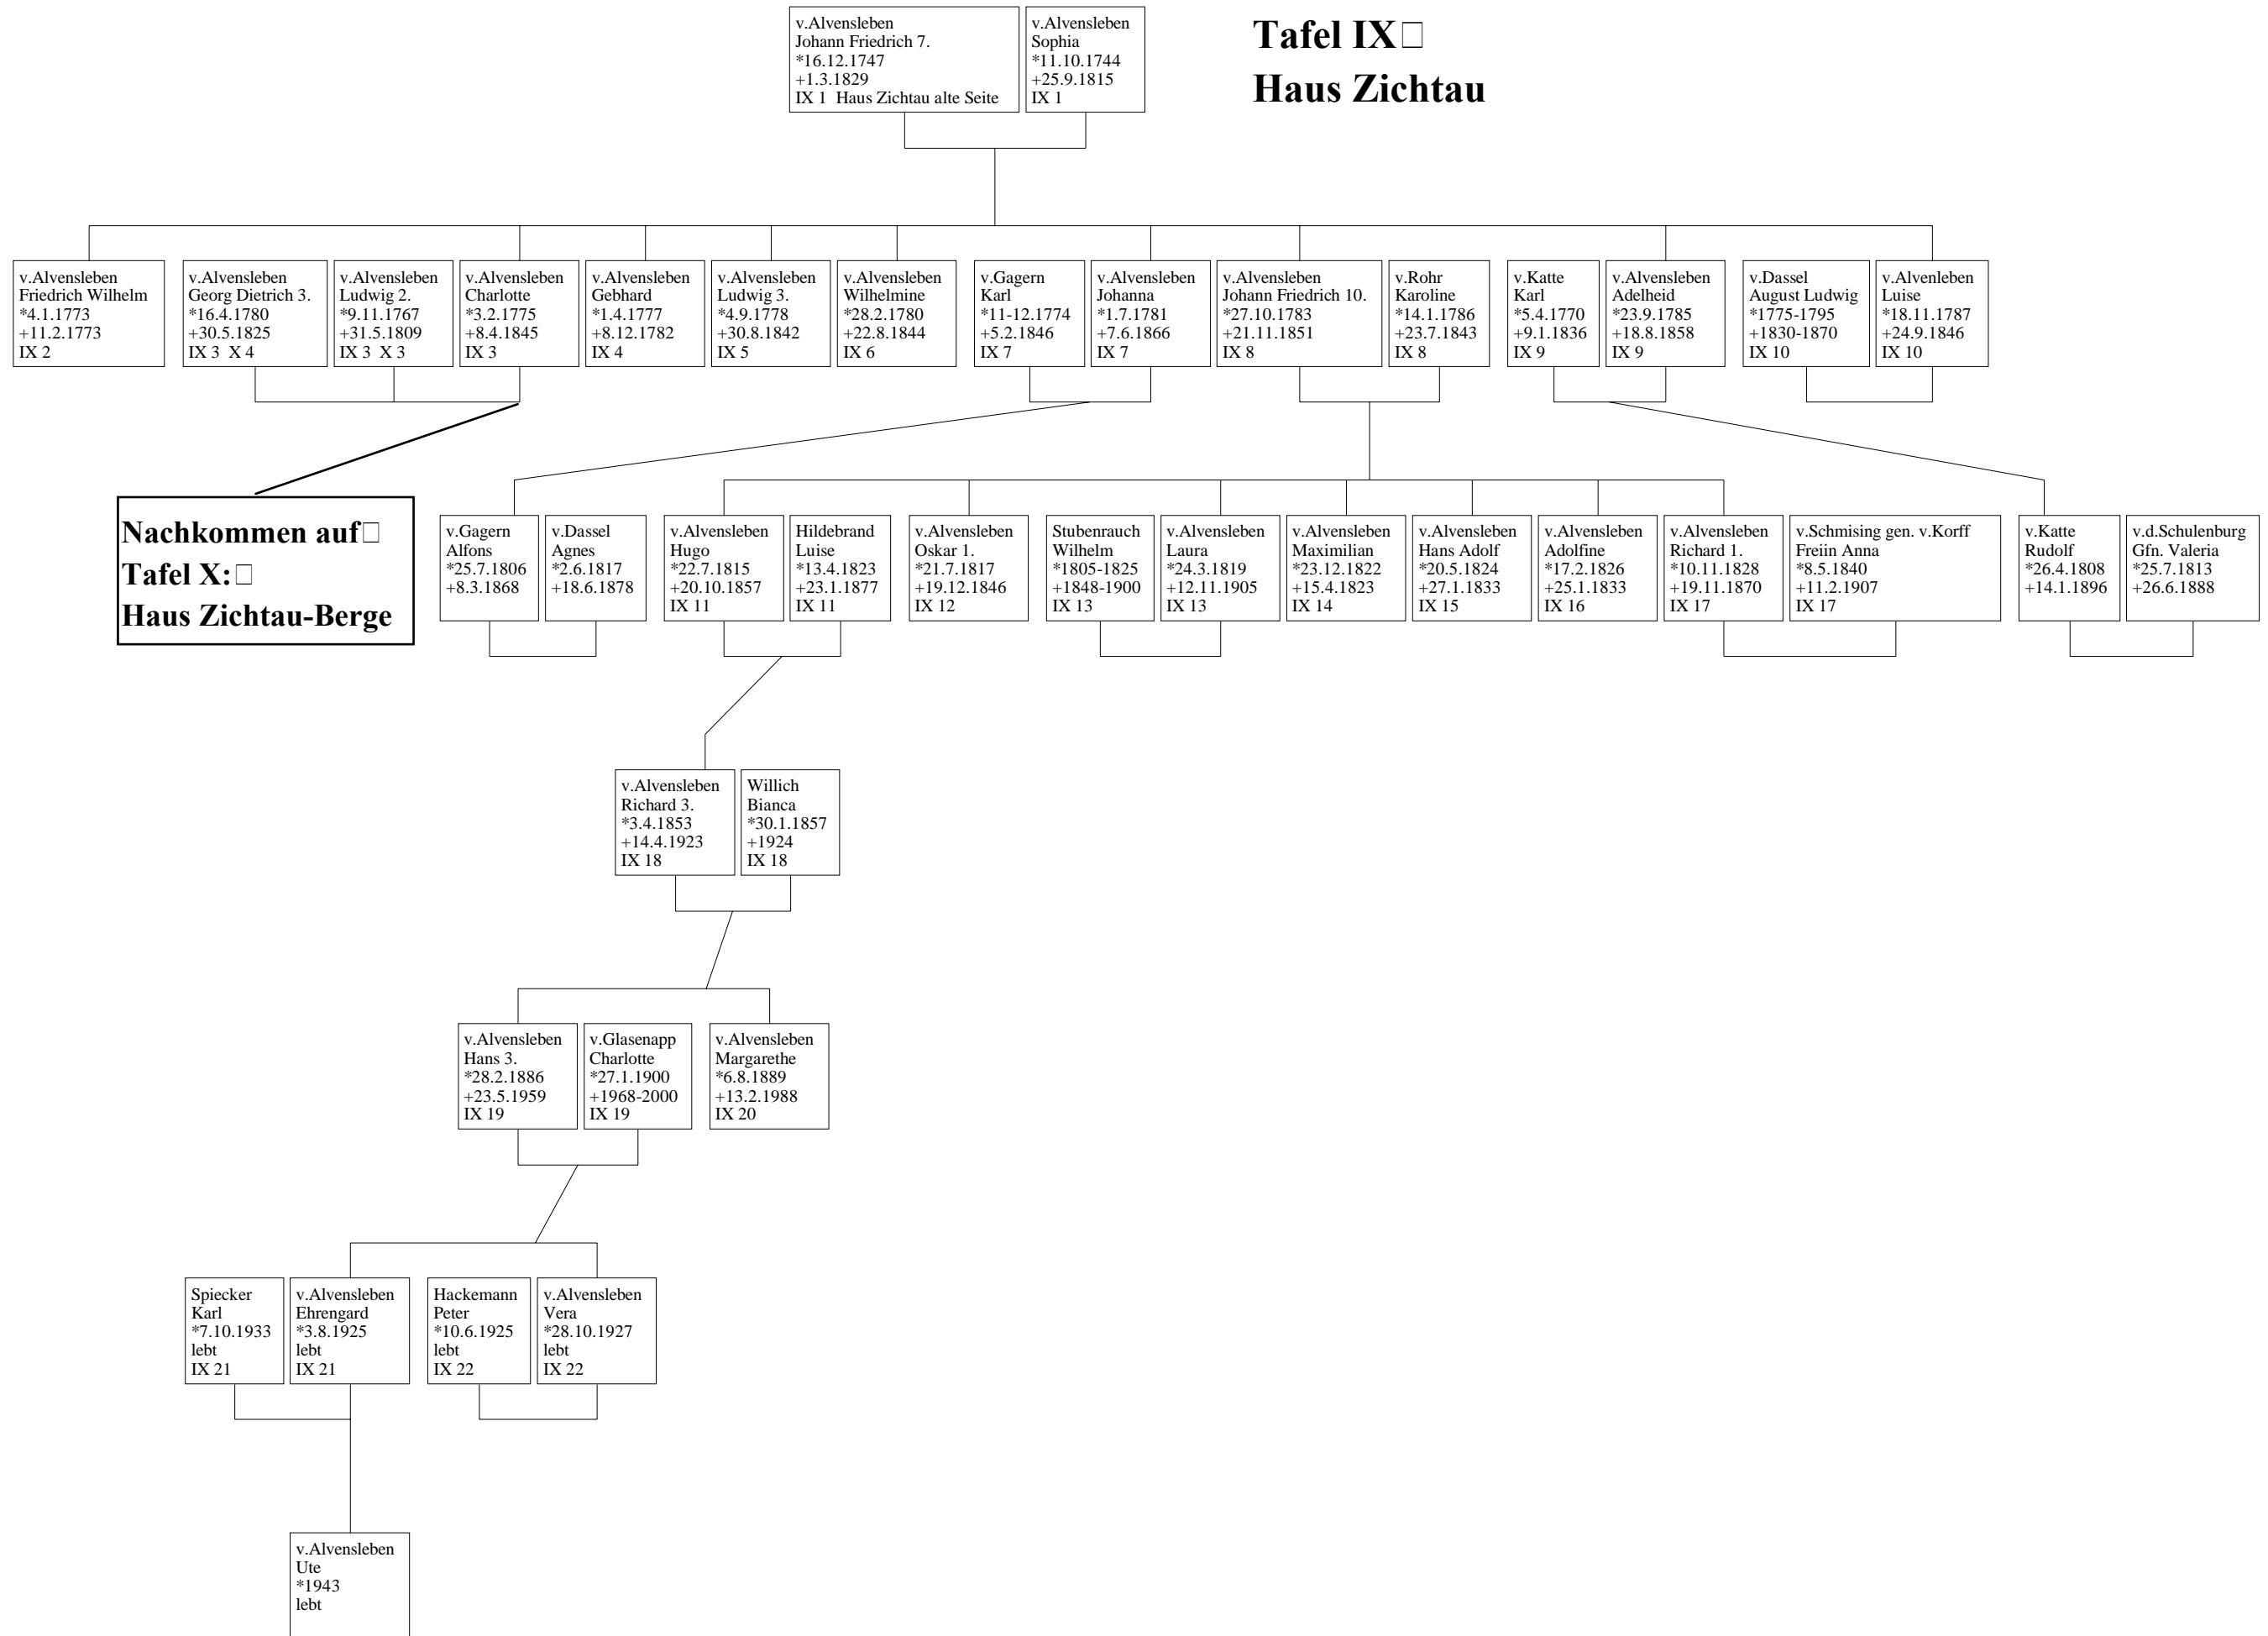 v.Alvensleben
Johann Friedrich 7.
*16.12.1747
+1.3.1829
IX 1  Haus Zichtau alte Seite
v.Alvensleben
Sophia
*11.10.1744
+25.9.1815
IX 1
Tafel IX□
Haus Zichtau
v.Alvensleben
Friedrich Wilhelm
*4.1.1773
+11.2.1773
IX 2
v.Alvensleben
Georg Dietrich 3.
*16.4.1780
+30.5.1825
IX 3  X 4
v.Alvensleben
Ludwig 2.
*9.11.1767
+31.5.1809
IX 3  X 3
v.Alvensleben
Charlotte
*3.2.1775
+8.4.1845
IX 3
v.Alvensleben
Gebhard
*1.4.1777
+8.12.1782
IX 4
v.Alvensleben
Ludwig 3.
*4.9.1778
+30.8.1842
IX 5
v.Alvensleben
Wilhelmine
*28.2.1780
+22.8.1844
IX 6
v.Gagern
Karl
*11-12.1774
+5.2.1846
IX 7
v.Alvensleben
Johanna
*1.7.1781
+7.6.1866
IX 7
v.Alvensleben
Johann Friedrich 10.
*27.10.1783
+21.11.1851
IX 8
v.Rohr
Karoline
*14.1.1786
+23.7.1843
IX 8
v.Katte
Karl
*5.4.1770
+9.1.1836
IX 9
v.Alvensleben
Adelheid
*23.9.1785
+18.8.1858
IX 9
v.Dassel
August Ludwig
*1775-1795
+1830-1870
IX 10
v.Alvenleben
Luise
*18.11.1787
+24.9.1846
IX 10
Nachkommen auf□
Tafel X:□
Haus Zichtau-Berge
v.Gagern
Alfons
*25.7.1806
+8.3.1868
v.Dassel
Agnes
*2.6.1817
+18.6.1878
v.Alvensleben
Hugo
*22.7.1815
+20.10.1857
IX 11
Hildebrand
Luise
*13.4.1823
+23.1.1877
IX 11
v.Alvensleben
Oskar 1.
*21.7.1817
+19.12.1846
IX 12
Stubenrauch
Wilhelm
*1805-1825
+1848-1900
IX 13
v.Alvensleben
Laura
*24.3.1819
+12.11.1905
IX 13
v.Alvensleben
Maximilian
*23.12.1822
+15.4.1823
IX 14
v.Alvensleben
Hans Adolf
*20.5.1824
+27.1.1833
IX 15
v.Alvensleben
Adolfine
*17.2.1826
+25.1.1833
IX 16
v.Alvensleben
Richard 1.
*10.11.1828
+19.11.1870
IX 17
v.Schmising gen. v.Korff
Freiin Anna
*8.5.1840
+11.2.1907
IX 17
v.Katte
Rudolf
*26.4.1808
+14.1.1896
v.d.Schulenburg
Gfn. Valeria
*25.7.1813
+26.6.1888
v.Alvensleben
Richard 3.
*3.4.1853
+14.4.1923
IX 18
Willich
Bianca
*30.1.1857
+1924
IX 18
v.Alvensleben
Hans 3.
*28.2.1886
+23.5.1959
IX 19
v.Glasenapp
Charlotte
*27.1.1900
+1968-2000
IX 19
v.Alvensleben
Margarethe
*6.8.1889
+13.2.1988
IX 20
Spiecker
Karl
*7.10.1933
lebt
IX 21
v.Alvensleben
Ehrengard
*3.8.1925
lebt
IX 21
Hackemann
Peter
*10.6.1925
lebt
IX 22
v.Alvensleben
Vera
*28.10.1927
lebt
IX 22
v.Alvensleben
Ute
*1943
lebt